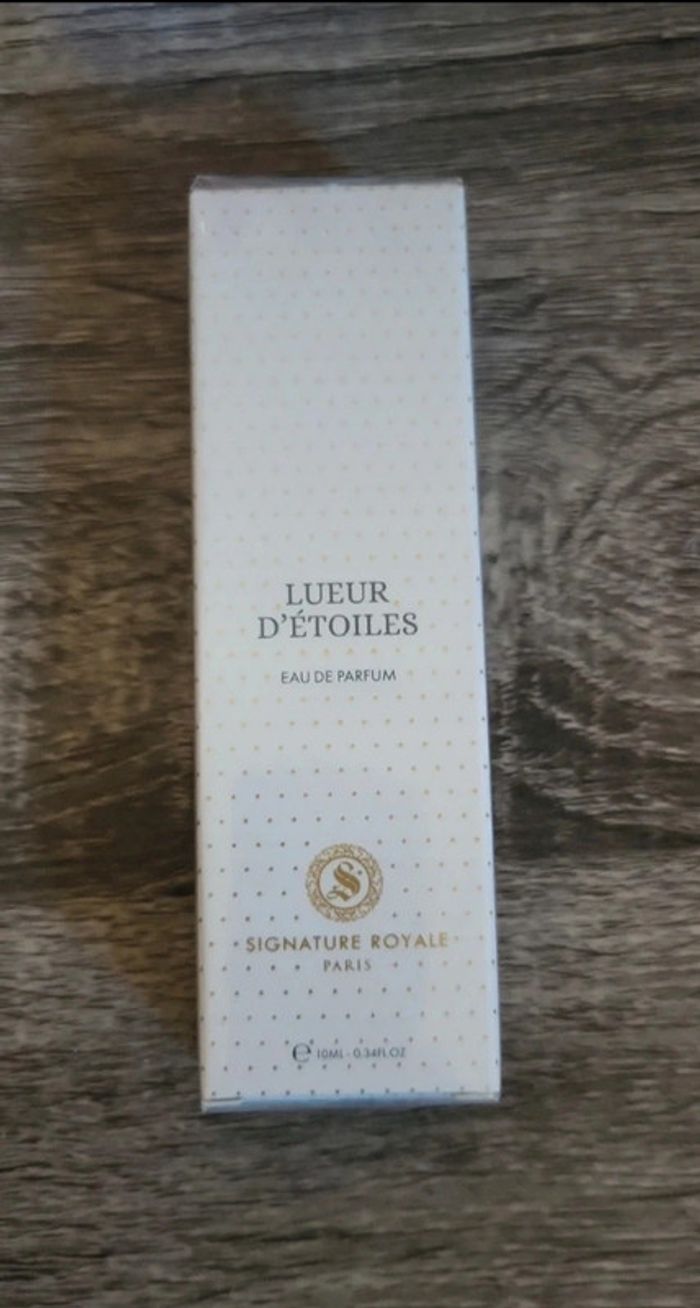 LUEUR
D'ÉTOILES
EAU DE PARFUM
S
SIGNATURE ROYALE
PARIS
℮ 10ML - 0.34FL.OZ